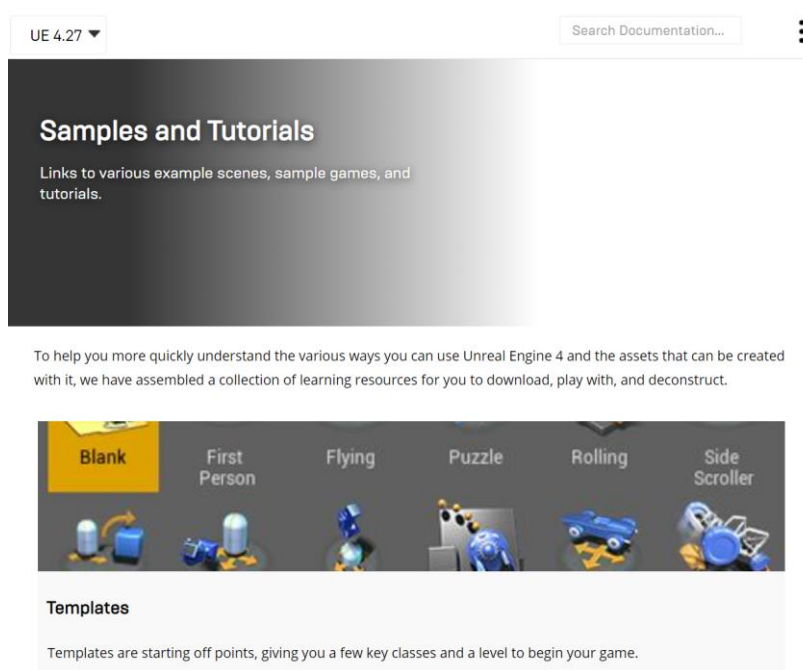 UE 4.27
Search Documentation...
Samples and Tutorials
Links to various example scenes, sample games, and
tutorials.
To help you more quickly understand the various ways you can use Unreal Engine 4 and the assets that can be created
with it, we have assembled a collection of learning resources for you to download, play with, and deconstruct.
Blank
First
Person
Flying
Puzzle
Rolling
Side
Scroller
Templates
Templates are starting off points, giving you a few key classes and a level to begin your game.